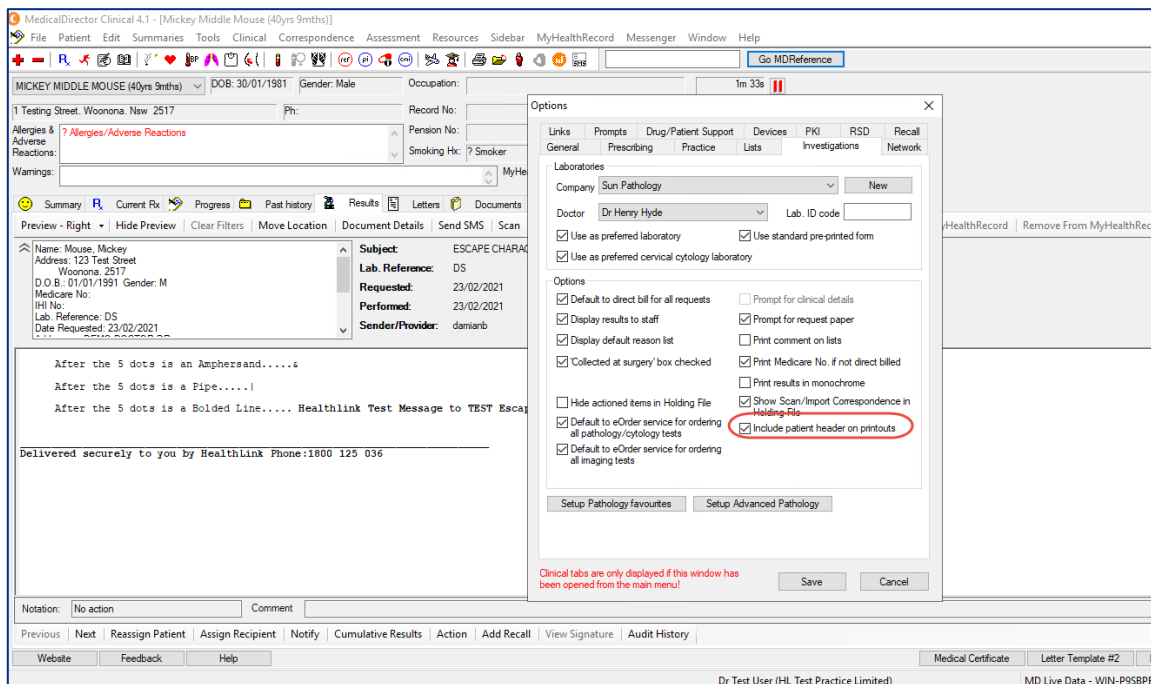 MedicalDirector Clinical 4.1 - [Mickey Middle Mouse (40yrs 9mths)]
File Patient Edit Summaries Tools Clinical Correspondence Assessment Resources Sidebar MyHealthRecord Messenger Window Help
Go MDReference
MICKEY MIDDLE MOUSE (40yrs 9mths) DOB: 30/01/1981 Gender: Male Occupation: 1m 33s
1 Testing Street. Woonona. Nsw 2517 Ph: Record No:
Allergies & Adverse Reactions: ? Allergies/Adverse Reactions Pension No:
Smoking Hx: ? Smoker
Warnings: MyHe
Summary Current Rx Progress Past history Results Letters Documents
Preview - Right Hide Preview Clear Filters Move Location Document Details Send SMS Scan yHealthRecord Remove From MyHealthRec
Name: Mouse, Mickey
Address: 123 Test Street
Woonona. 2517
D.O.B.: 01/01/1991 Gender: M
Medicare No:
IHI No:
Lab. Reference: DS
Date Requested: 23/02/2021
Subject: ESCAPE CHARAC
Lab. Reference: DS
Requested: 23/02/2021
Performed: 23/02/2021
Sender/Provider: damianb
After the 5 dots is an Amphersand.....&
After the 5 dots is a Pipe.....|
After the 5 dots is a Bolded Line..... Healthlink Test Message to TEST Escap
Delivered securely to you by HealthLink Phone:1800 125 036
Options
Links Prompts Drug/Patient Support Devices PKI RSD Recall
General Prescribing Practice Lists Investigations Network
Laboratories
Company Sun Pathology New
Doctor Dr Henry Hyde Lab. ID code
Use as preferred laboratory Use standard pre-printed form
Use as preferred cervical cytology laboratory
Options
Default to direct bill for all requests Prompt for clinical details
Display results to staff Prompt for request paper
Display default reason list Print comment on lists
'Collected at surgery' box checked Print Medicare No. if not direct billed
Print results in monochrome
Hide actioned items in Holding File Show Scan/Import Correspondence in
Holding File
Default to eOrder service for ordering
all pathology/cytology tests
Include patient header on printouts
Default to eOrder service for ordering
all imaging tests
Setup Pathology favourites Setup Advanced Pathology
Clinical tabs are only displayed if this window has
been opened from the main menu!
Save Cancel
Notation: No action Comment
Previous Next Reassign Patient Assign Recipient Notify Cumulative Results Action Add Recall View Signature Audit History
Website Feedback Help Medical Certificate Letter Template #2
Dr Test User (HL Test Practice Limited) MD Live Data - WIN-P9SBPF